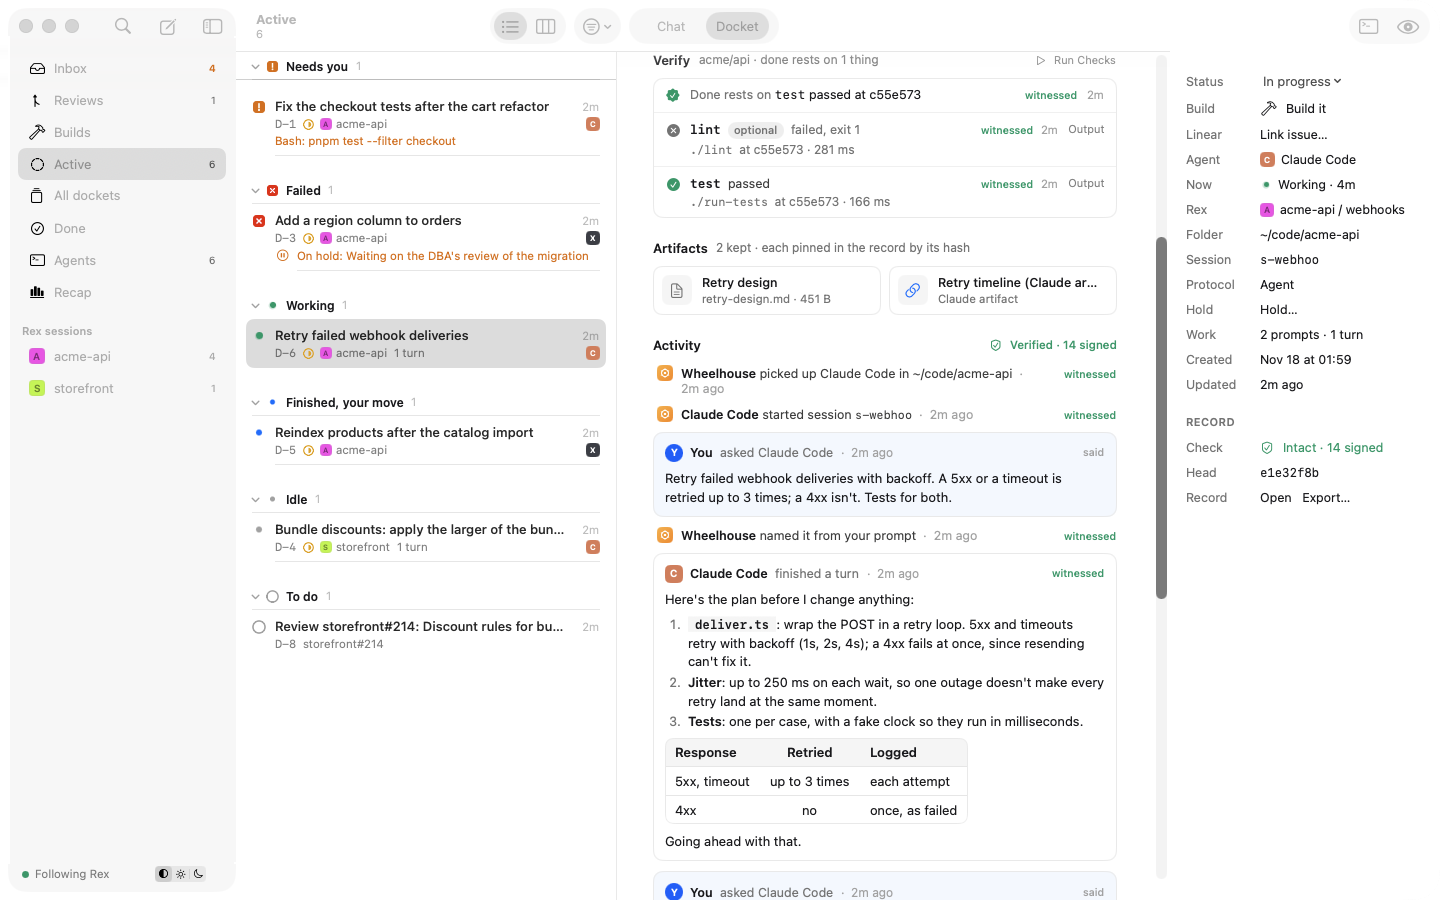 Inbox 4
Reviews 1
Builds
Active 6
All dockets
Done
Agents 6
Recap
Rex sessions
A acme-api 4
S storefront 1
Following Rex
Active
6
Needs you 1
Fix the checkout tests after the cart refactor 2m
D–1 A acme-api C
Bash: pnpm test --filter checkout
Failed 1
Add a region column to orders 2m
D–3 A acme-api X
On hold: Waiting on the DBA's review of the migration
Working 1
Retry failed webhook deliveries 2m
D–6 A acme-api 1 turn C
Finished, your move 1
Reindex products after the catalog import 2m
D–5 A acme-api X
Idle 1
Bundle discounts: apply the larger of the bun... 2m
D–4 S storefront 1 turn C
To do 1
Review storefront#214: Discount rules for bu... 2m
D–8 storefront#214
Chat Docket
Verify acme/api · done rests on 1 thing Run Checks
Done rests on test passed at c55e573 witnessed 2m
lint optional failed, exit 1 witnessed 2m Output
./lint at c55e573 · 281 ms
test passed witnessed 2m Output
./run-tests at c55e573 · 166 ms
Artifacts 2 kept · each pinned in the record by its hash
Retry design
retry-design.md · 451 B
Retry timeline (Claude ar...
Claude artifact
Activity Verified · 14 signed
Wheelhouse picked up Claude Code in ~/code/acme-api · witnessed
2m ago
Claude Code started session s-webhoo · 2m ago witnessed
Y You asked Claude Code · 2m ago said
Retry failed webhook deliveries with backoff. A 5xx or a timeout is
retried up to 3 times; a 4xx isn't. Tests for both.
Wheelhouse named it from your prompt · 2m ago witnessed
C Claude Code finished a turn · 2m ago witnessed
Here's the plan before I change anything:
1. deliver.ts : wrap the POST in a retry loop. 5xx and timeouts
retry with backoff (1s, 2s, 4s); a 4xx fails at once, since resending
can't fix it.
2. Jitter: up to 250 ms on each wait, so one outage doesn't make every
retry land at the same moment.
3. Tests: one per case, with a fake clock so they run in milliseconds.
Response Retried Logged
5xx, timeout up to 3 times each attempt
4xx no once, as failed
Going ahead with that.
Y You asked Claude Code · 2m ago said
Status In progress
Build Build it
Linear Link issue...
Agent C Claude Code
Now Working · 4m
Rex A acme-api / webhooks
Folder ~/code/acme-api
Session s-webhoo
Protocol Agent
Hold Hold...
Work 2 prompts · 1 turn
Created Nov 18 at 01:59
Updated 2m ago
RECORD
Check Intact · 14 signed
Head e1e32f8b
Record Open Export...